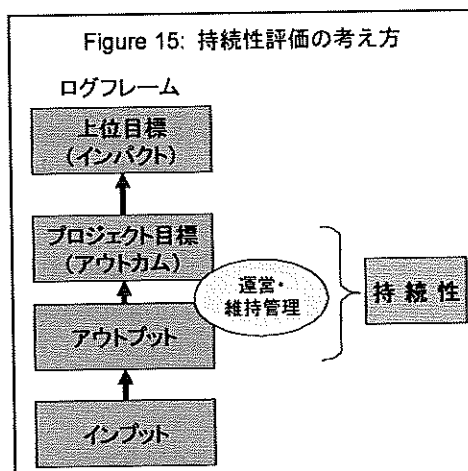 Figure 15: 持続性評価の考え方
ログフレーム
上位目標
(インパクト)
プロジェクト目標
(アウトカム)
運営・
維持管理
持 続 性
アウトプット
インプット